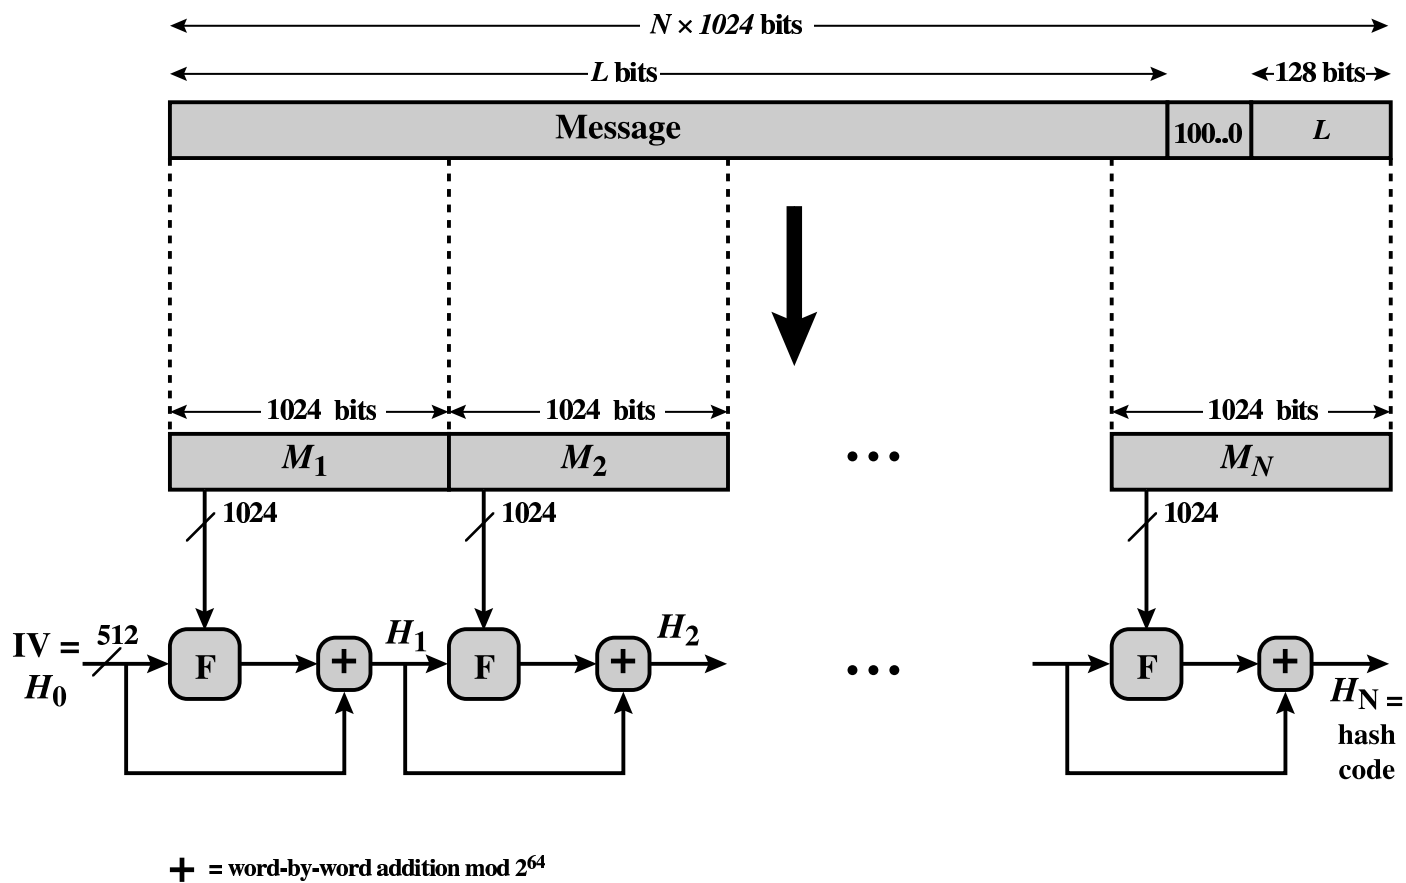 N × 1024 bits
L bits
128 bits
Message
100..0
L
1024 bits
1024 bits
1024 bits
M1
M2
• • •
MN
1024
1024
1024
512
IV =
H0
F
+
H1
F
+
H2
• • •
F
+
HN =
hash
code
+ = word-by-word addition mod 2^64